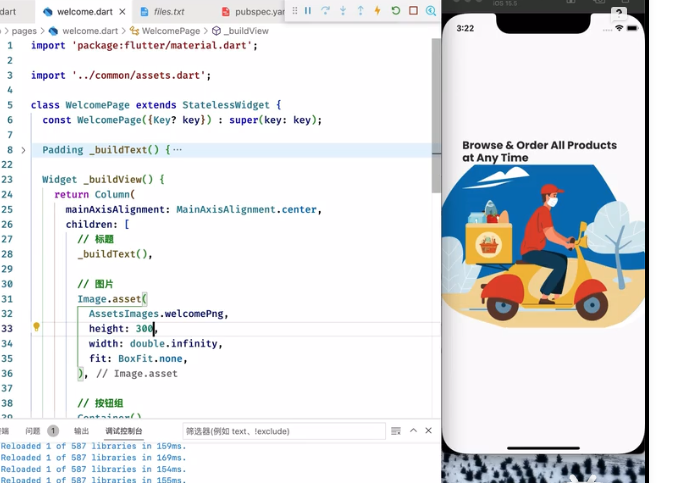 dart
welcome.dart
files.txt
pubspec.yar
pages > welcome.dart > WelcomePage > _buildView
1 import 'package:flutter/material.dart';
2
3 import '../common/assets.dart';
4
5 class WelcomePage extends StatelessWidget {
6 const WelcomePage({Key? key}) : super(key: key);
7
8 Padding _buildText() {…
22
23 Widget _buildView() {
24 return Column(
25 mainAxisAlignment: MainAxisAlignment.center,
26 children: [
27 // 标题
28 _buildText(),
29
30 // 图片
31 Image.asset(
32 AssetsImages.welcomePng,
33 height: 300,
34 width: double.infinity,
35 fit: BoxFit.none,
36 ), // Image.asset
37
38 // 按钮组
39 Container()
终端 问题 1 输出 调试控制台 筛选器(例如 text、!exclude)
Reloaded 1 of 587 libraries in 159ms.
Reloaded 1 of 587 libraries in 169ms.
Reloaded 1 of 587 libraries in 154ms.
Reloaded 1 of 587 libraries in 155ms.
iOS 15.5
?
3:22
Browse & Order All Products
at Any Time